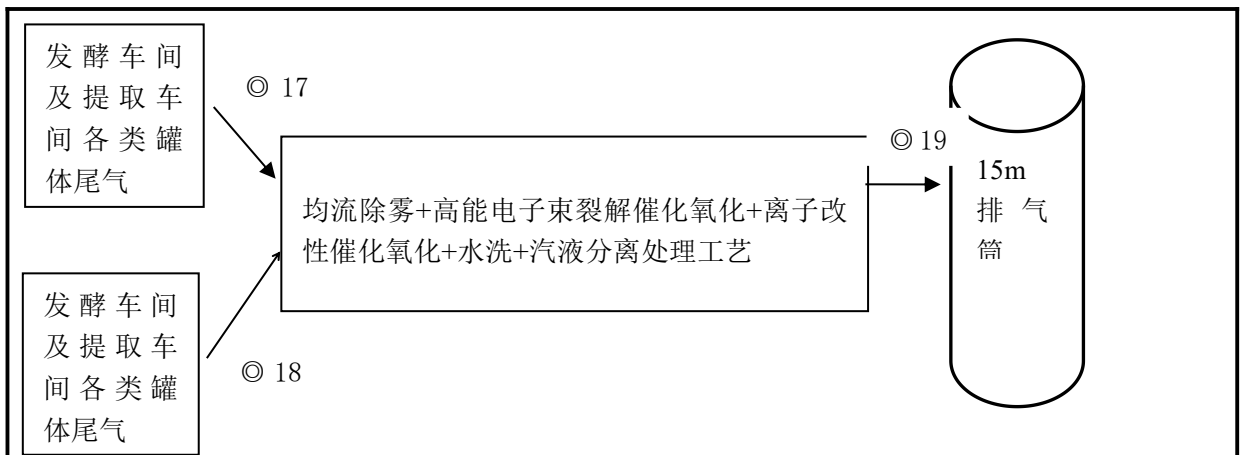 发酵车间
及提取车
间各类罐
体尾气
◎ 17
均流除雾+高能电子束裂解催化氧化+离子改
性催化氧化+水洗+汽液分离处理工艺
◎ 19
15m
排气
筒
发酵车间
及提取车
间各类罐
体尾气
◎ 18